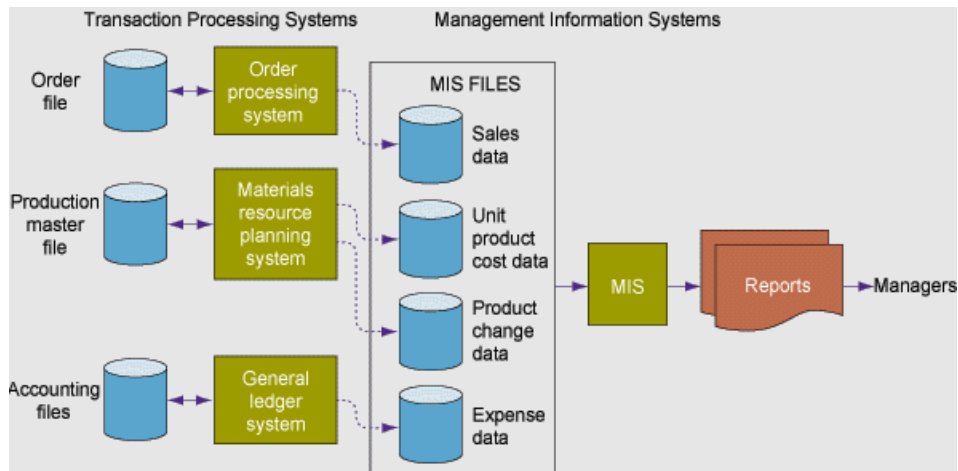 Transaction Processing Systems
Management Information Systems
Order
file
Order
processing
system
MIS FILES
Sales
data
Production
master
file
Materials
resource
planning
system
Unit
product
cost data
Product
change
data
MIS
Reports
Managers
Accounting
files
General
ledger
system
Expense
data